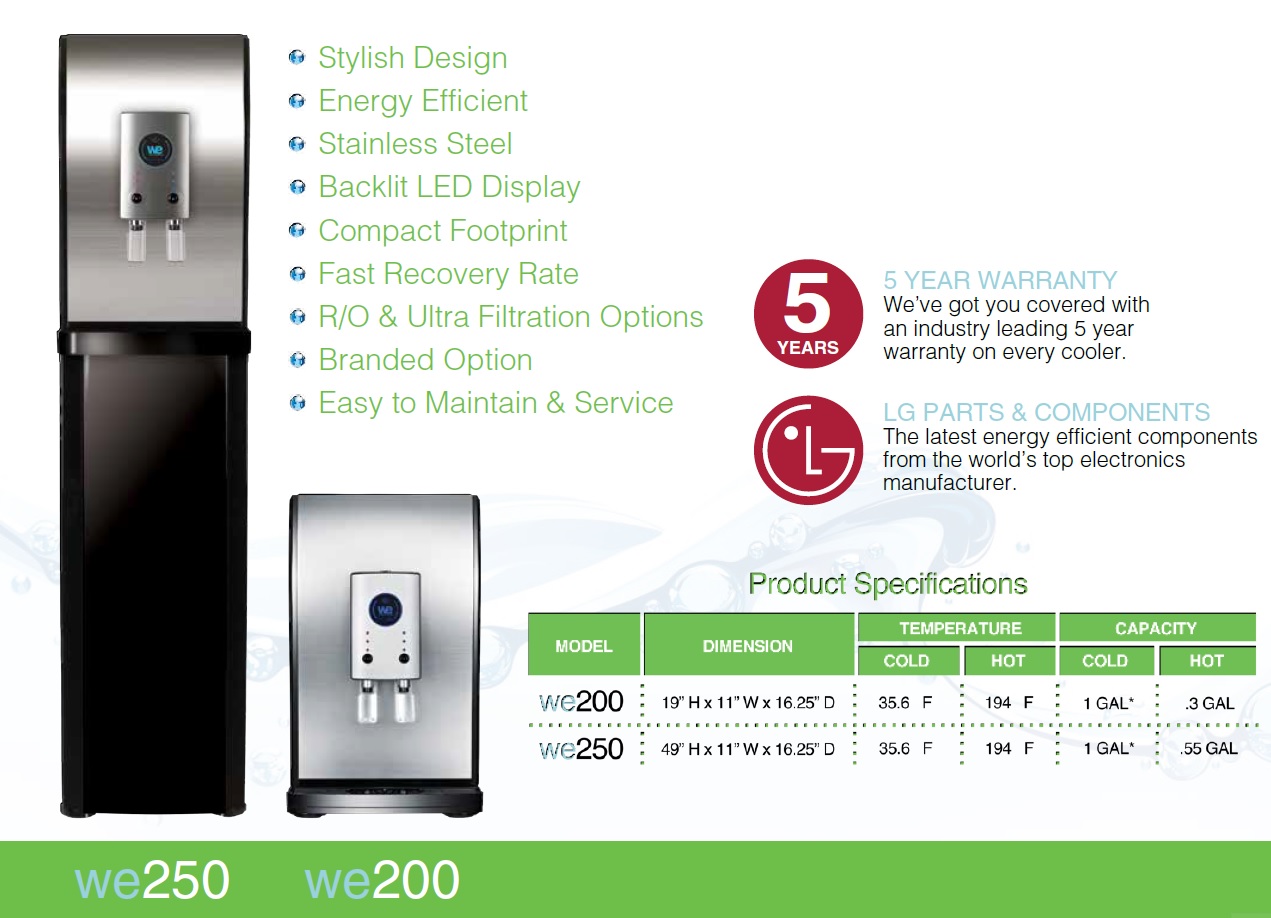 we
Stylish Design
Energy Efficient
Stainless Steel
Backlit LED Display
Compact Footprint
Fast Recovery Rate
R/O & Ultra Filtration Options
Branded Option
Easy to Maintain & Service
5
YEARS
5 YEAR WARRANTY
We’ve got you covered with
an industry leading 5 year
warranty on every cooler.
LG
LG PARTS & COMPONENTS
The latest energy efficient components
from the world’s top electronics
manufacturer.
we
Product Specifications
MODEL DIMENSION TEMPERATURE CAPACITY
COLD HOT COLD HOT
we200 19” H x 11” W x 16.25” D 35.6 F 194 F 1 GAL* .3 GAL
we250 49” H x 11” W x 16.25” D 35.6 F 194 F 1 GAL* .55 GAL
we250 we200